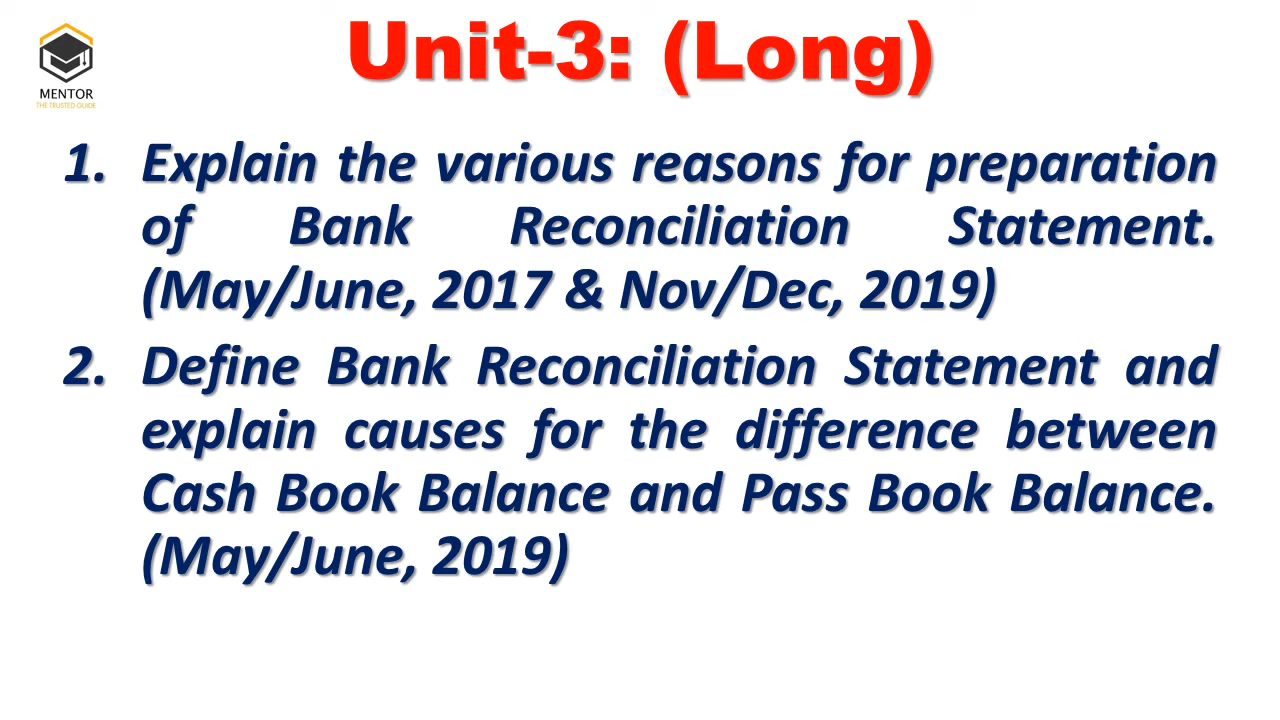 Unit-3: (Long)
MENTOR
THE TRUSTED GUIDE
1. Explain the various reasons for preparation
of Bank Reconciliation Statement.
(May/June, 2017 & Nov/Dec, 2019)
2. Define Bank Reconciliation Statement and
explain causes for the difference between
Cash Book Balance and Pass Book Balance.
(May/June, 2019)